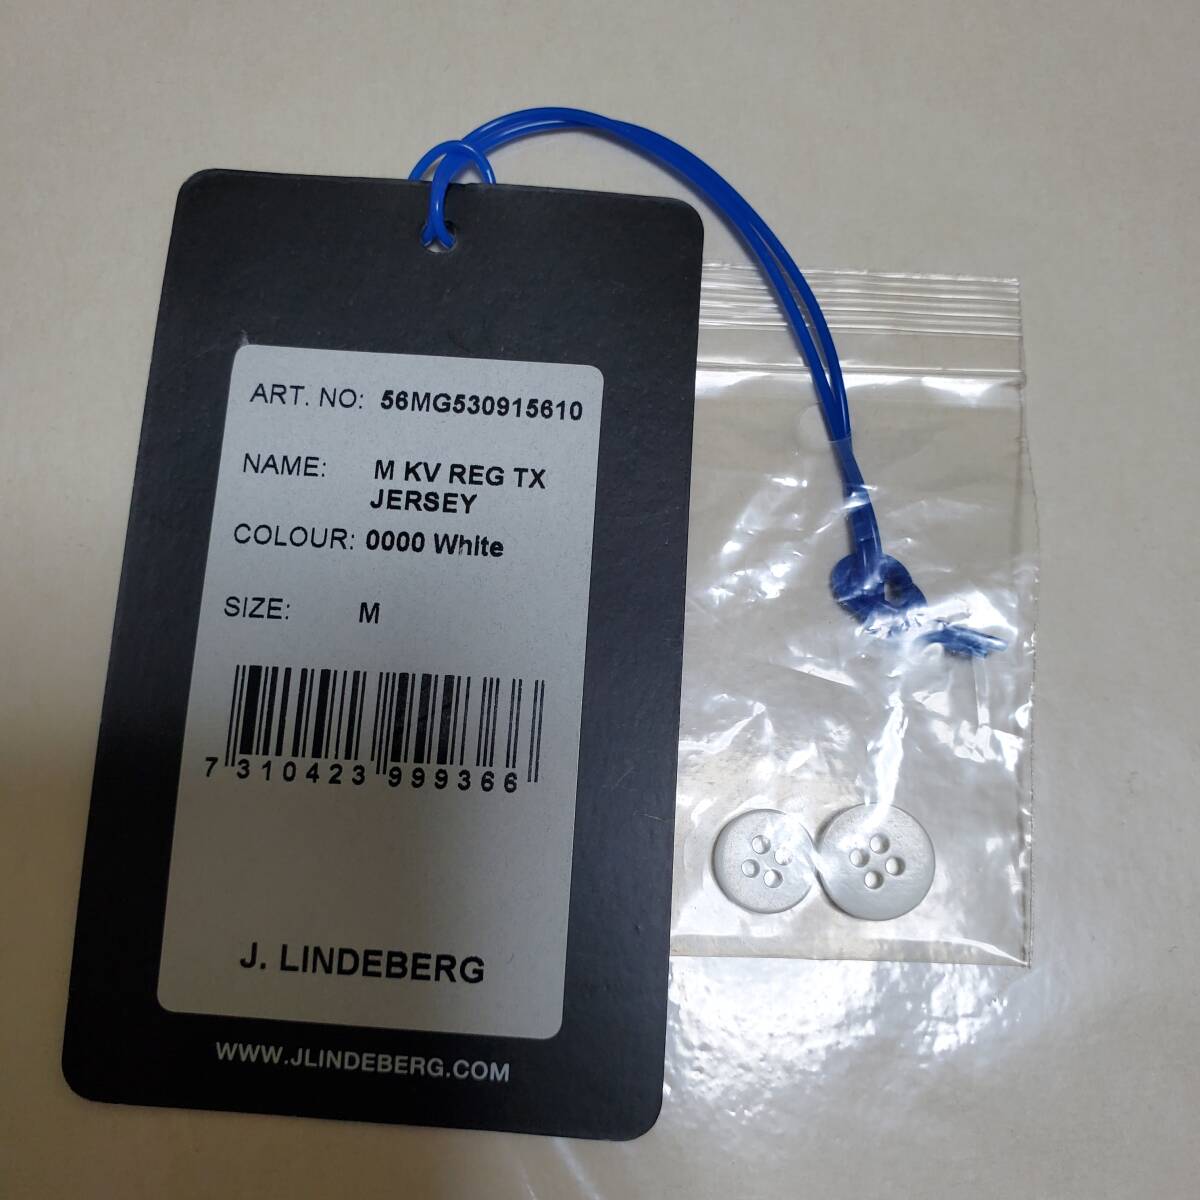 ART. NO: 56MG530915610
NAME: M KV REG TX
JERSEY
COLOUR: 0000 White
SIZE: M
7 310423 999366
J. LINDEBERG
WWW.JLINDEBERG.COM